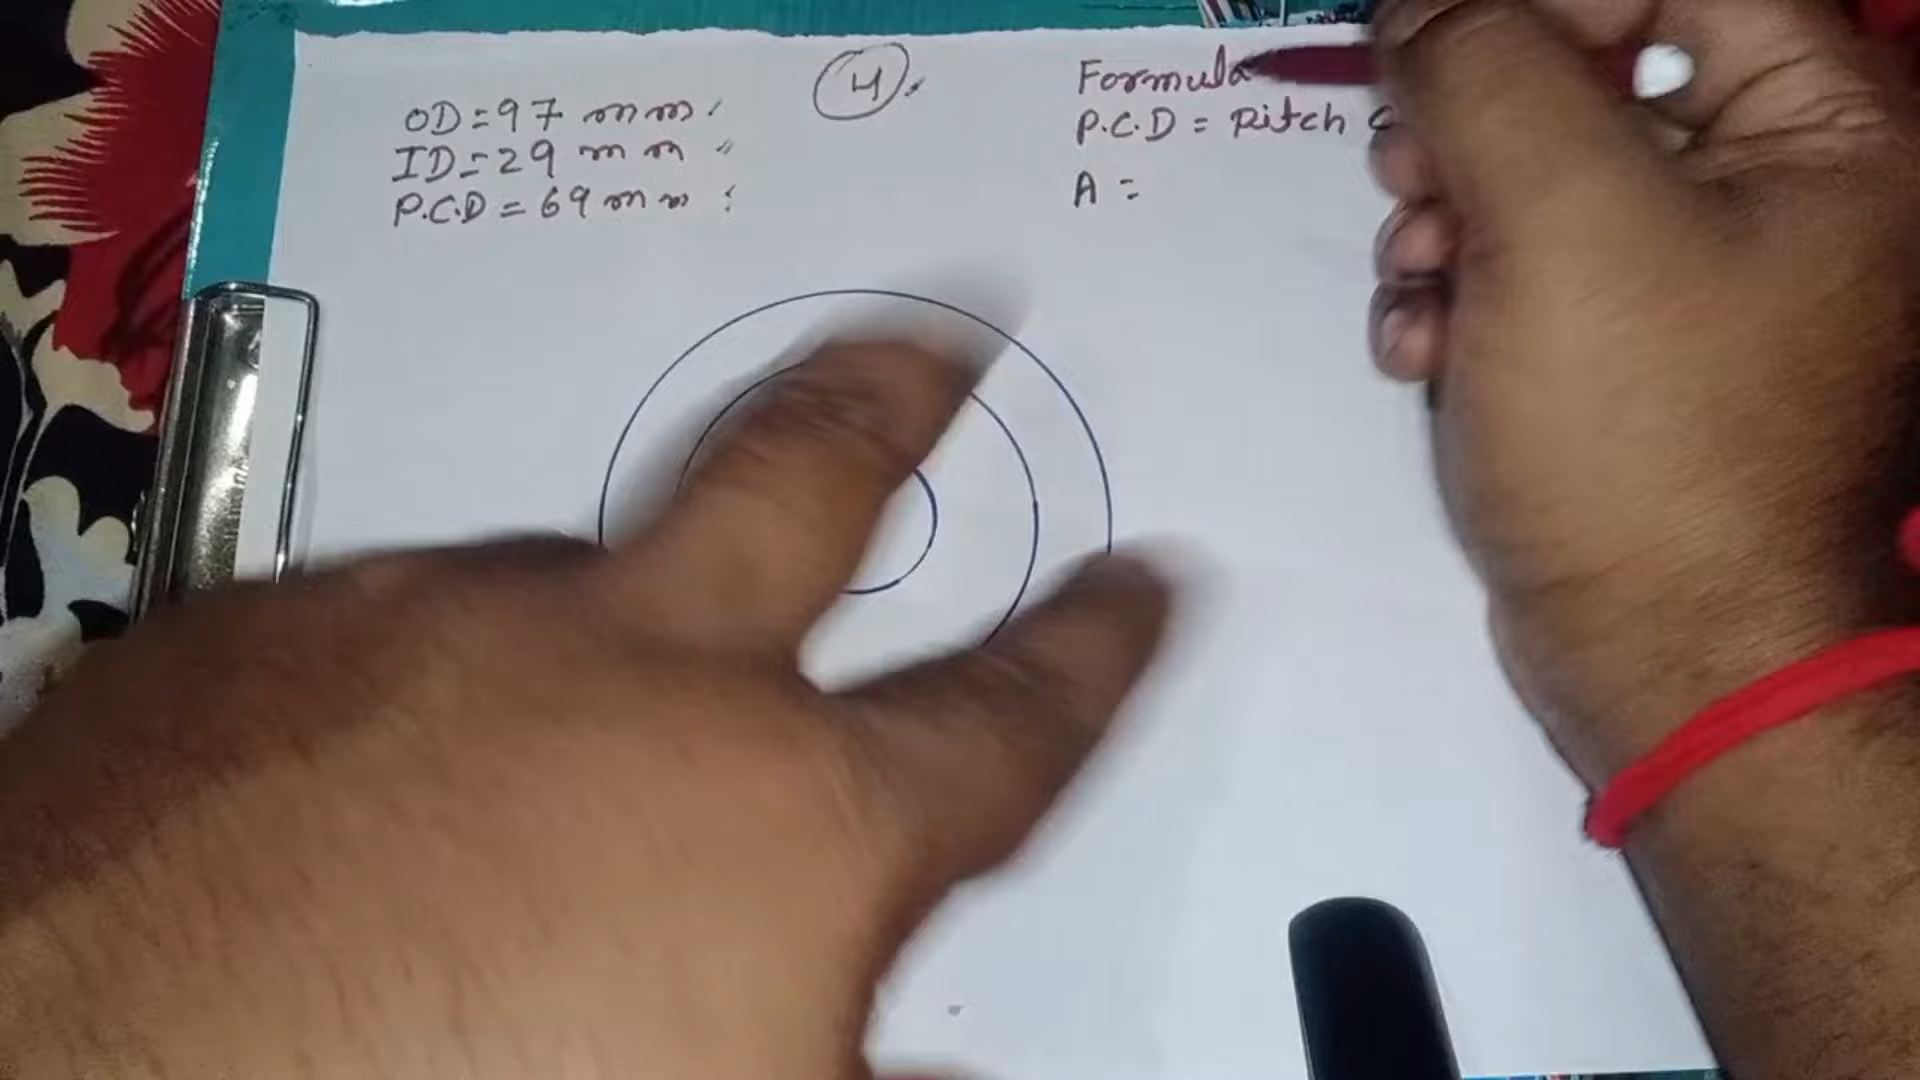 OD=97 mm
ID=29 mm "
P.C.D = 69 mm
4
Formula
P.C.D = Pitch C
A =